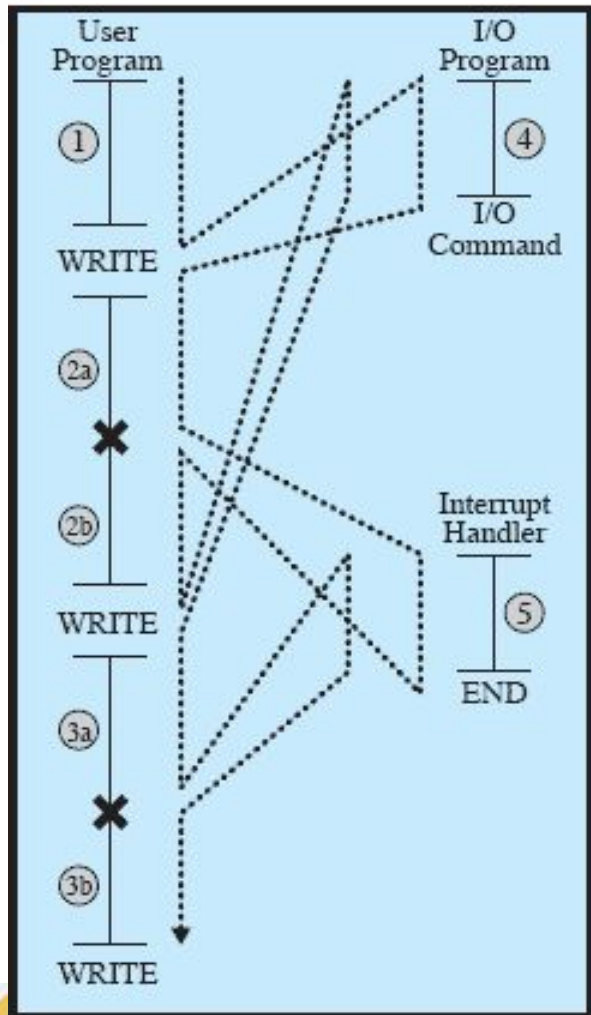 User
Program
1
WRITE
2a
2b
WRITE
3a
3b
WRITE
I/O
Program
4
I/O
Command
Interrupt
Handler
5
END